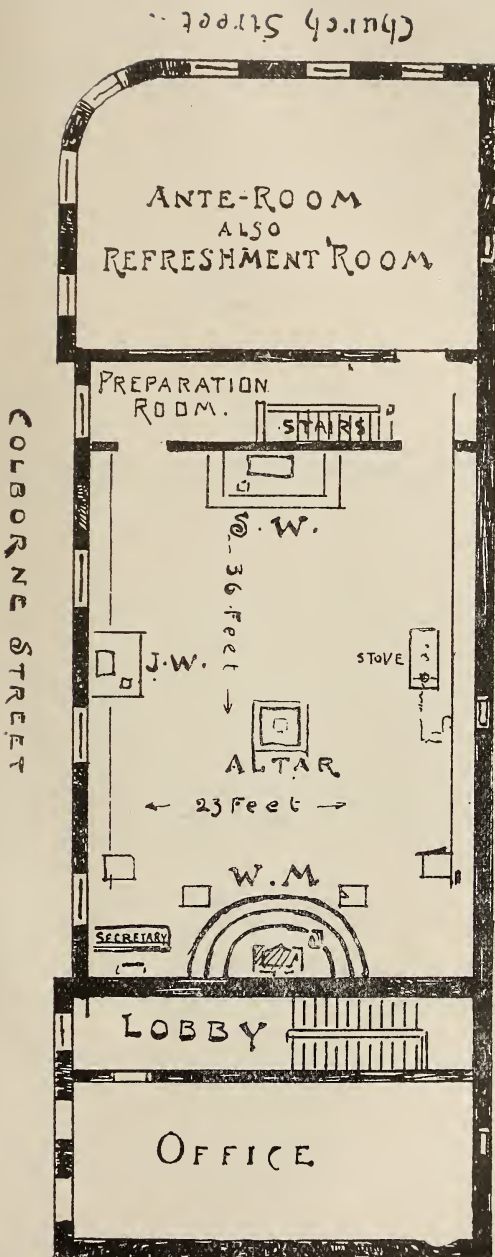 Church Street..
ANTE-ROOM
ALSO
REFRESHMENT ROOM
PREPARATION
ROOM.
STAIRS
S.W.
36 Feet
COLBORNE STREET
J.W.
STOVE
ALTAR
23 Feet
W.M
SECRETARY
LOBBY
OFFICE